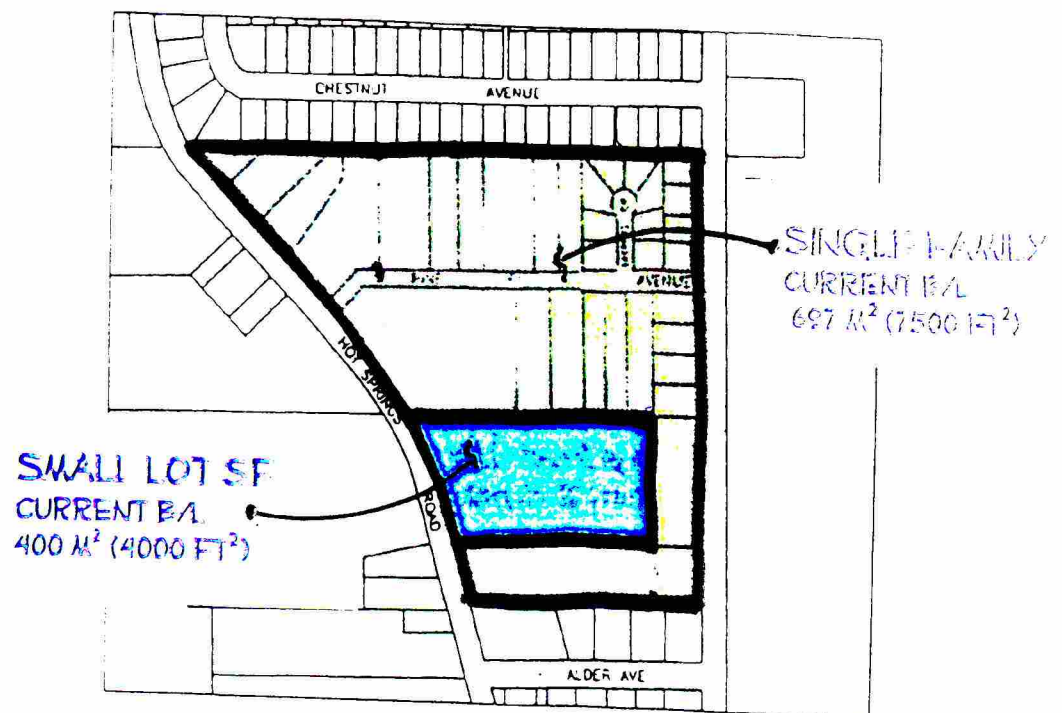 CHESTNUT AVENUE
SINGLE FAMILY
CURRENT B/L
697 M² (7500 FT²)
AVENUE
HOT SPRINGS
ROAD
SMALL LOT SF
CURRENT B/L
400 M² (4000 FT²)
ALDER AVE